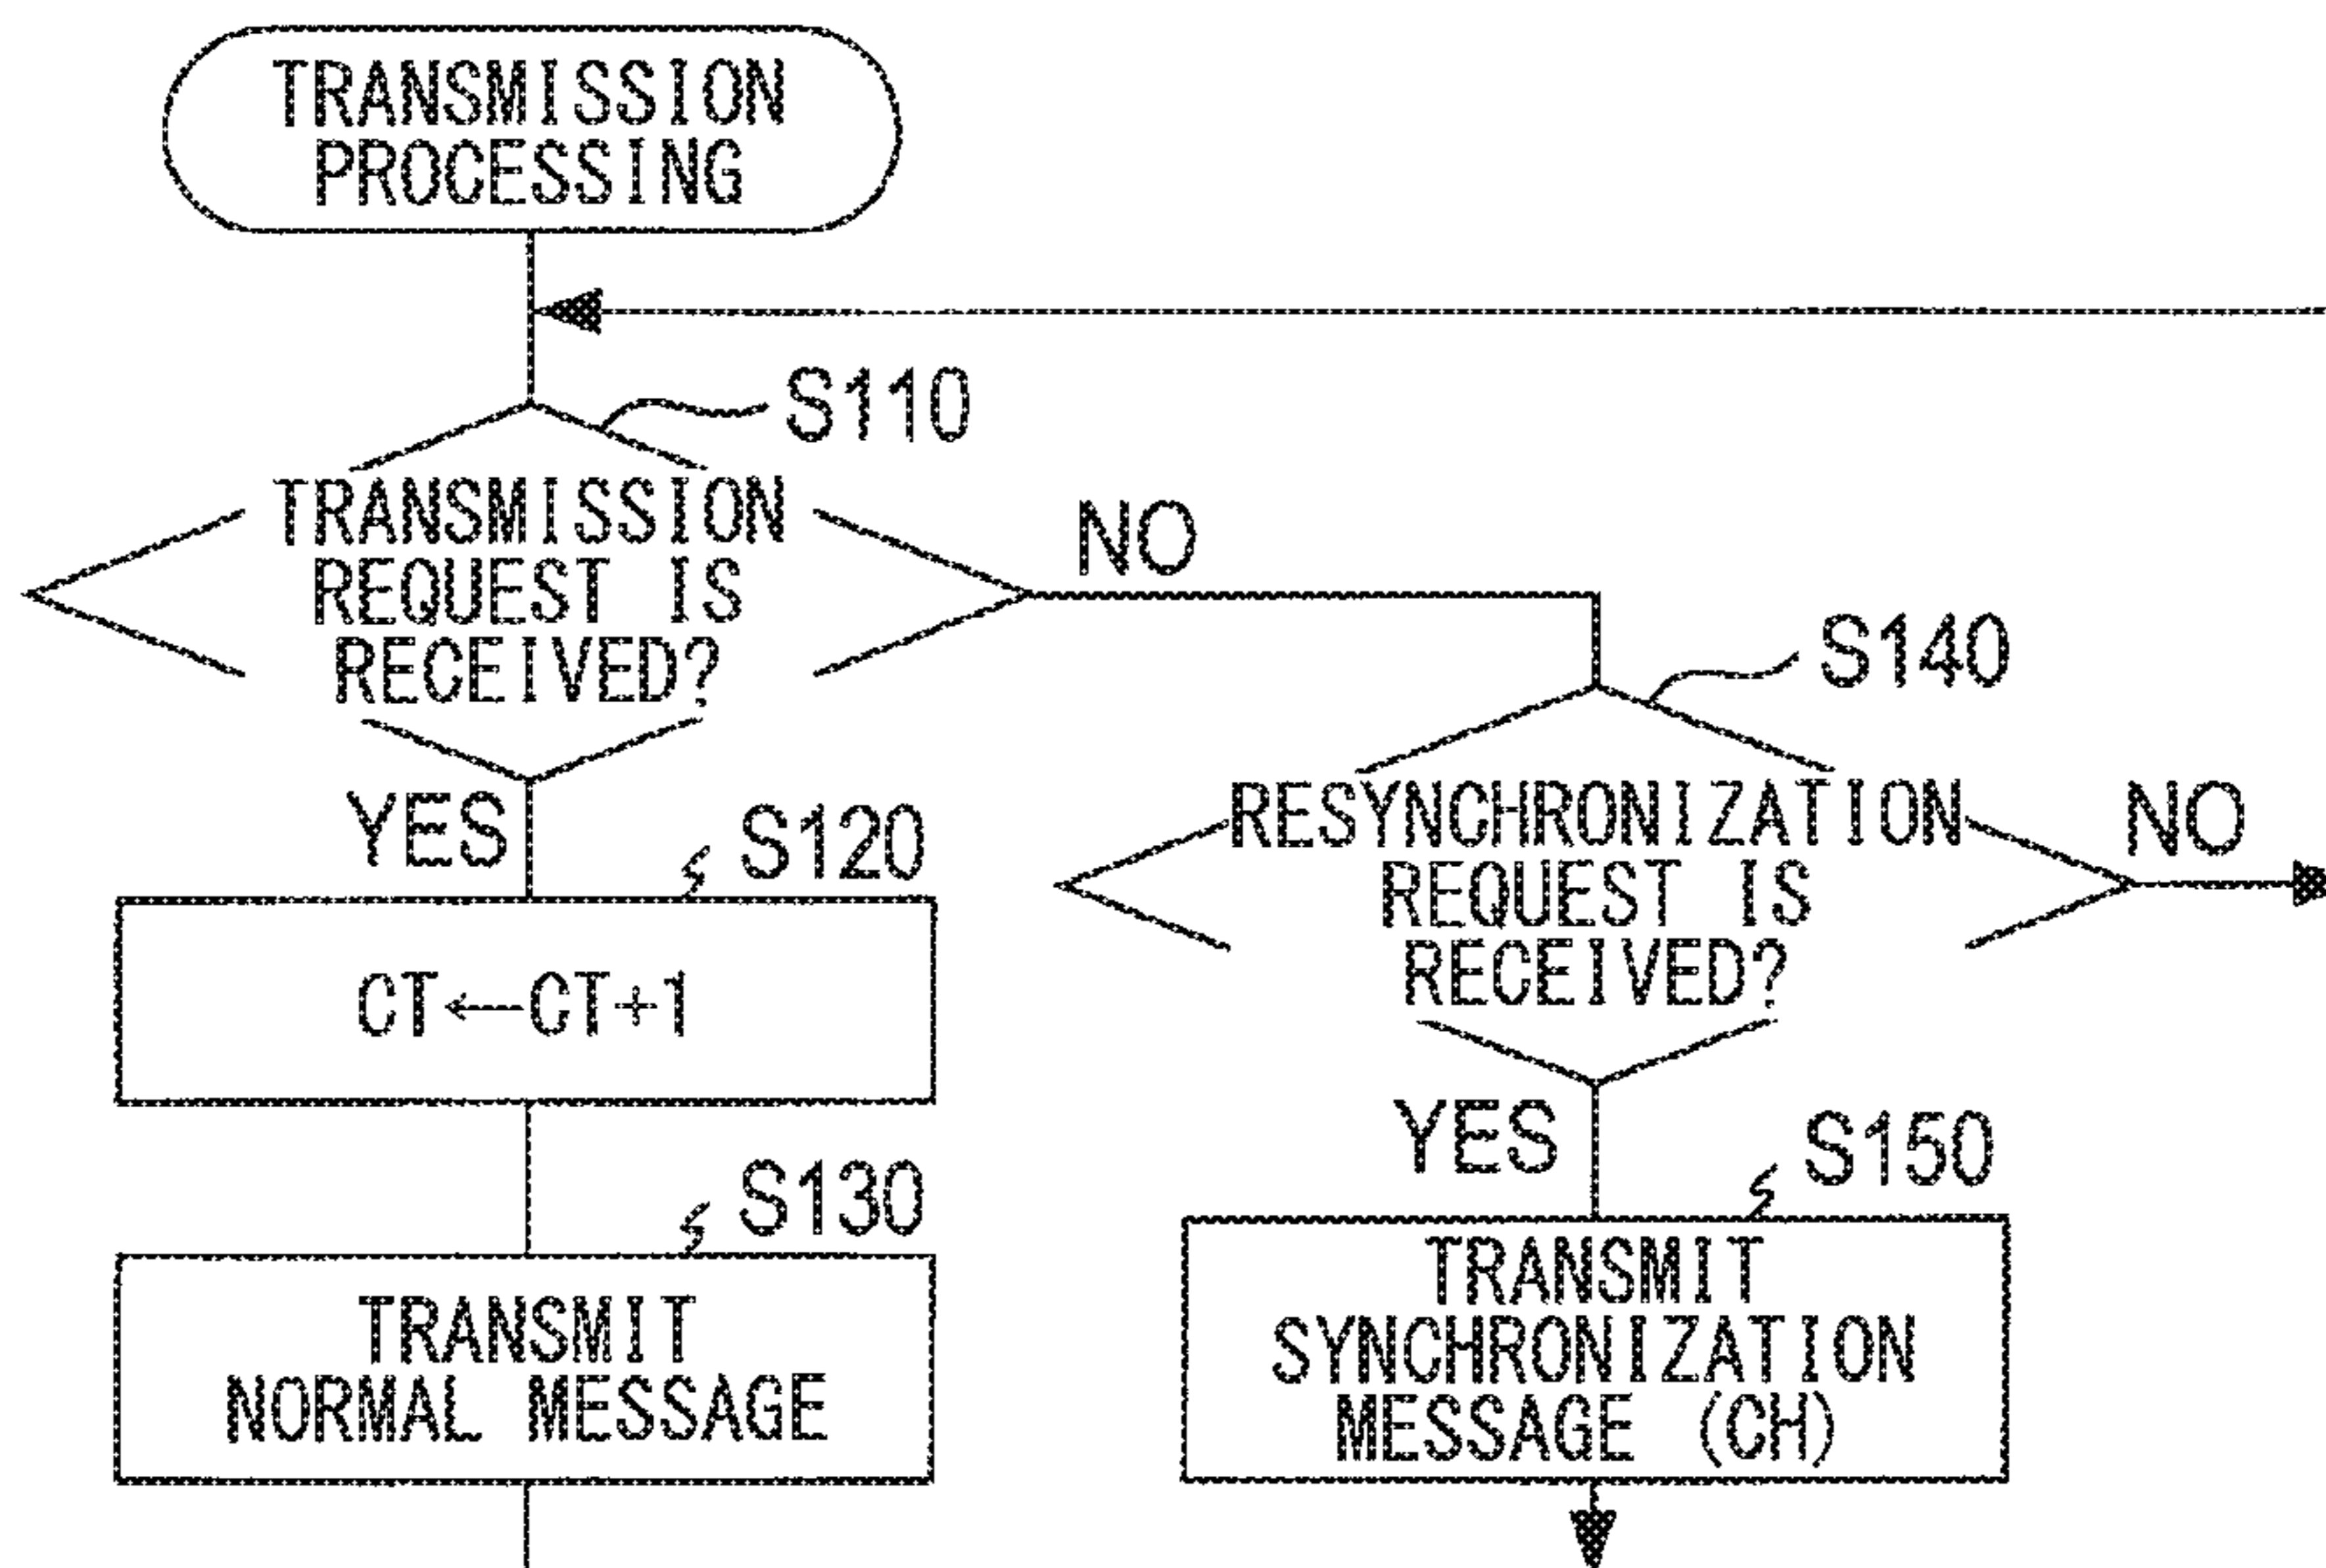 TRANSMISSION
PROCESSING
S110
TRANSMISSION
REQUEST IS
RECEIVED?
NO
YES
S120
CT←CT+1
S130
TRANSMIT
NORMAL MESSAGE
S140
RESYNCHRONIZATION
REQUEST IS
RECEIVED?
NO
YES
S150
TRANSMIT
SYNCHRONIZATION
MESSAGE (CH)